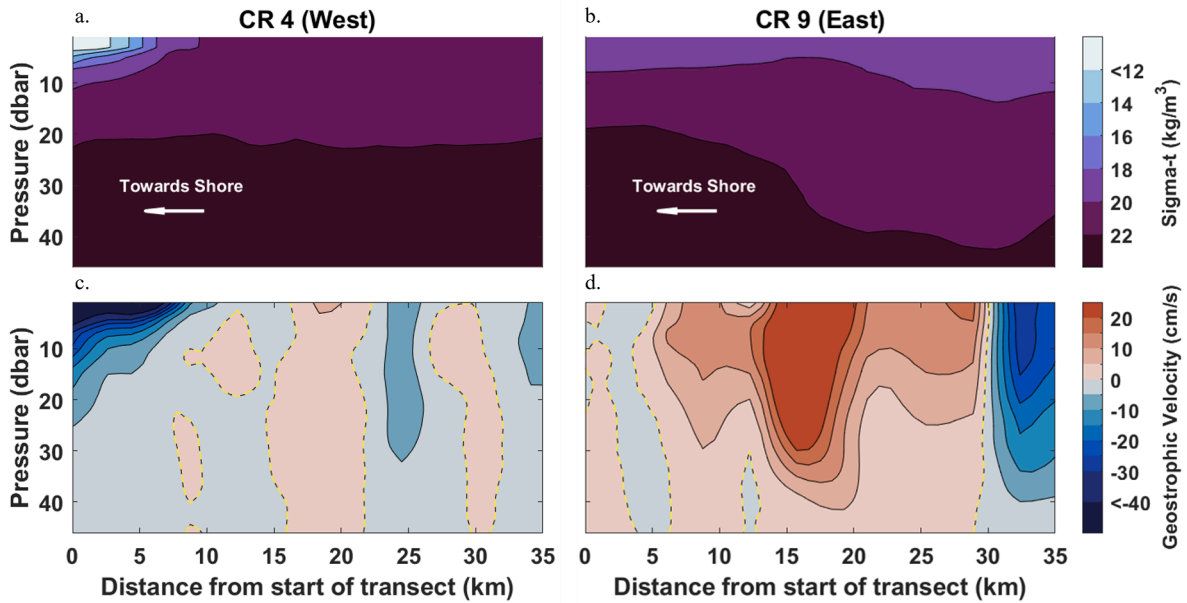 a.
CR 4 (West)
b.
CR 9 (East)
Pressure (dbar)
10
20
30
40
Towards Shore
Towards Shore
<12
14
16
18
20
22
Sigma-t (kg/m³)
c.
d.
Pressure (dbar)
10
20
30
40
0 5 10 15 20 25 30 35
Distance from start of transect (km)
0 5 10 15 20 25 30 35
Distance from start of transect (km)
20
10
0
-10
-20
-30
<-40
Geostrophic Velocity (cm/s)